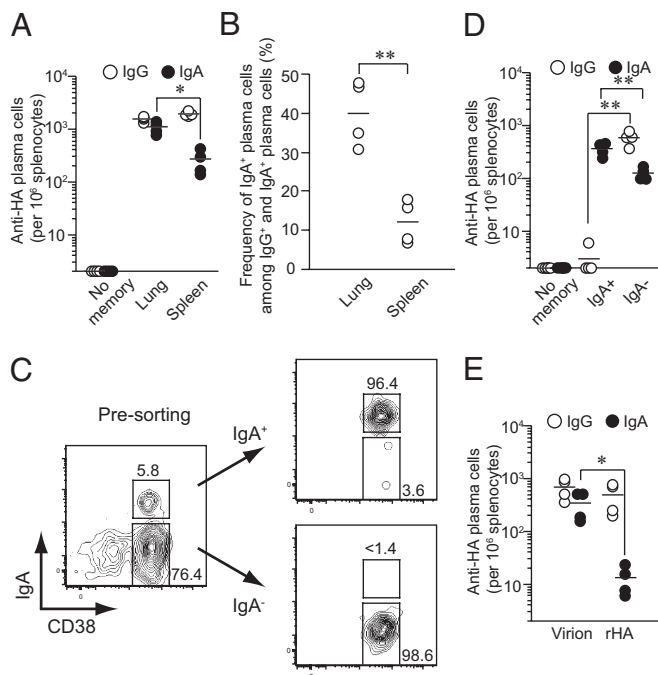 A
IgG IgA
Anti-HA plasma cells
(per 10⁶ splenocytes)
10⁴
10³
10²
10
*
No
memory
Lung
Spleen
B
Frequency of IgA⁺ plasma cells
among IgG⁺ and IgA⁺ plasma cells (%)
50
40
30
20
10
0
**
Lung
Spleen
D
IgG IgA
Anti-HA plasma cells
(per 10⁶ splenocytes)
10⁴
10³
10²
10
**
**
No
memory
IgA+
IgA-
C
Pre-sorting
5.8
76.4
0
0
IgA
CD38
IgA⁺
IgA⁻
96.4
3.6
0
0
<1.4
98.6
0
0
E
IgG IgA
Anti-HA plasma cells
(per 10⁶ splenocytes)
10⁴
10³
10²
10
*
Virion rHA